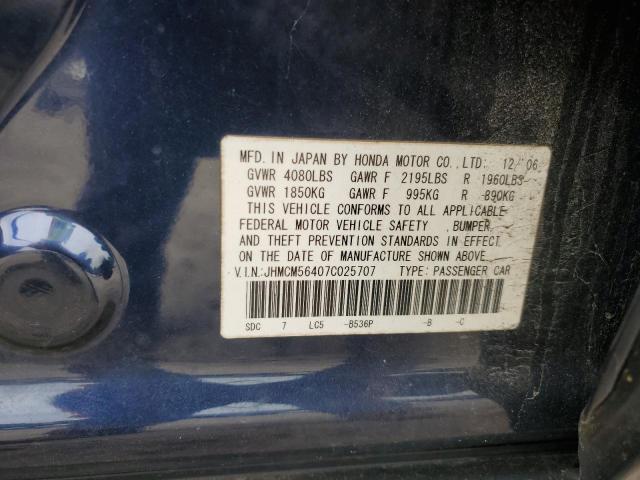 MFD. IN JAPAN BY HONDA MOTOR CO., LTD: 12/06
GVWR 4080LBS GAWR F 2195LBS R 1960LBS
GVWR 1850KG GAWR F 995KG R 890KG
THIS VEHICLE CONFORMS TO ALL APPLICABLE
FEDERAL MOTOR VEHICLE SAFETY , BUMPER,
AND THEFT PREVENTION STANDARDS IN EFFECT
ON THE DATE OF MANUFACTURE SHOWN ABOVE.
V.I.N:JHMCM56407C025707 TYPE: PASSENGER CAR
SDC 7 LC5 -B536P -B -C